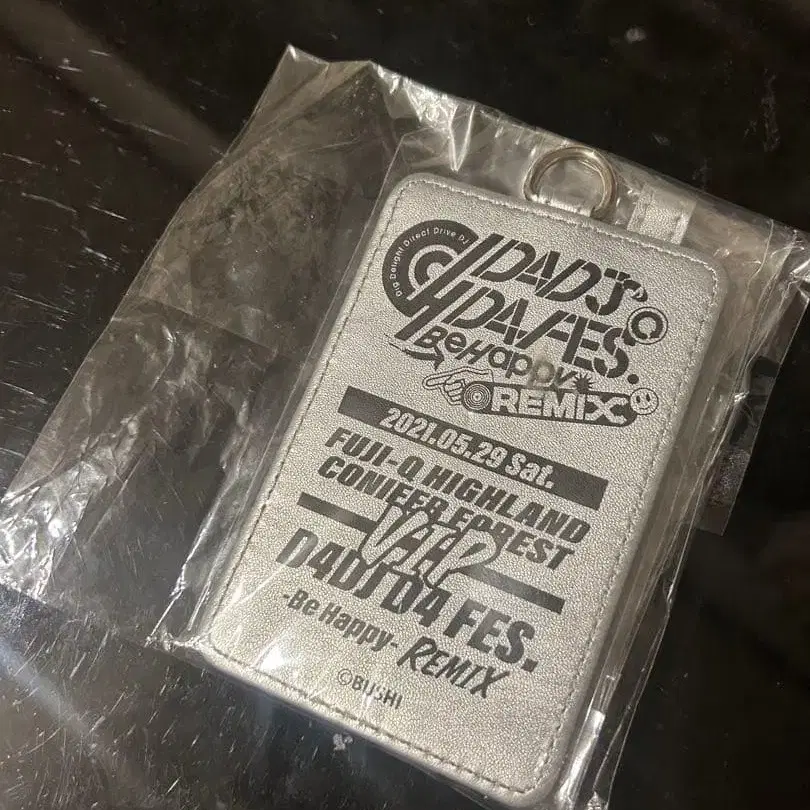 Dig Delight Direct Drive DJ
D4DJ
D4 FES.
Be Happy
REMIX
2021.05.29 Sat.
FUJI-Q HIGHLAND
CONIFER FOREST
VIP
D4DJ D4 FES.
-Be Happy- REMIX
©BUSHI